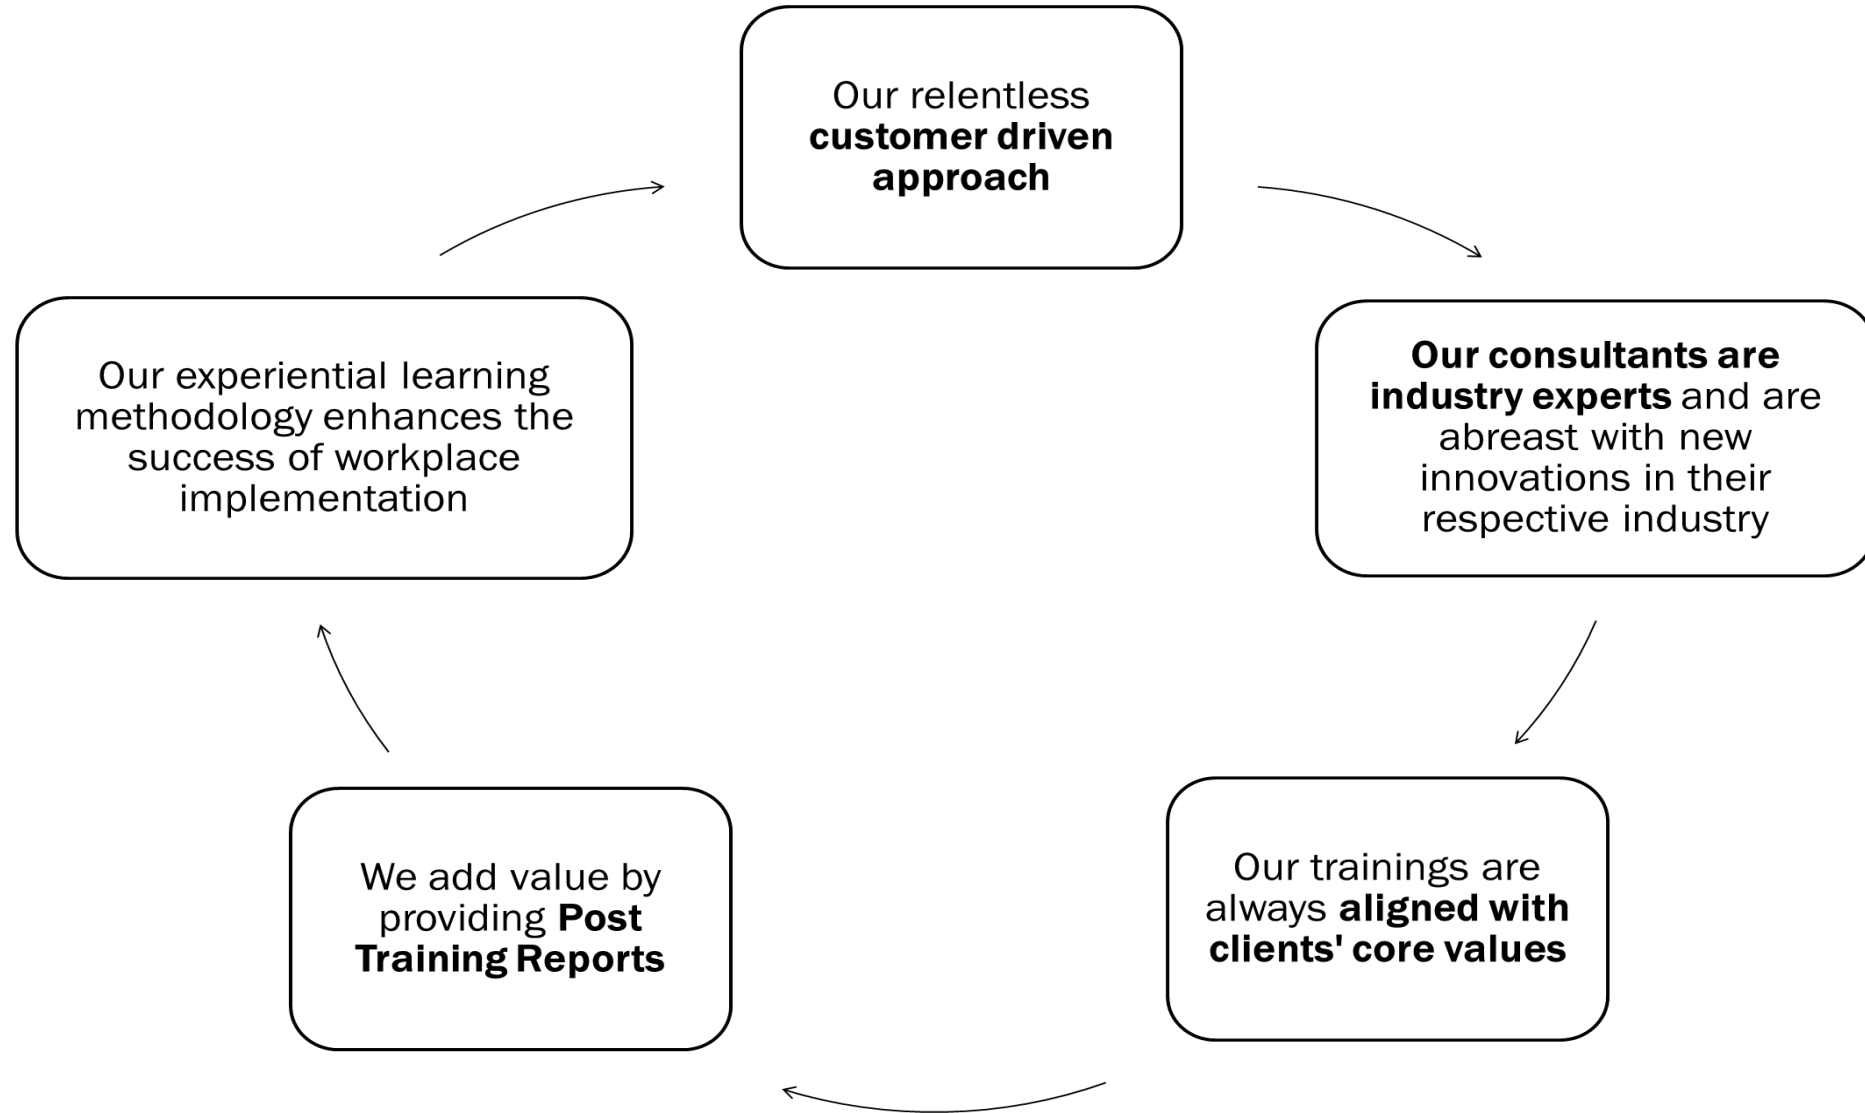 Our relentless
customer driven
approach
Our consultants are
industry experts and are
abreast with new
innovations in their
respective industry
Our trainings are
always aligned with
clients' core values
We add value by
providing Post
Training Reports
Our experiential learning
methodology enhances the
success of workplace
implementation